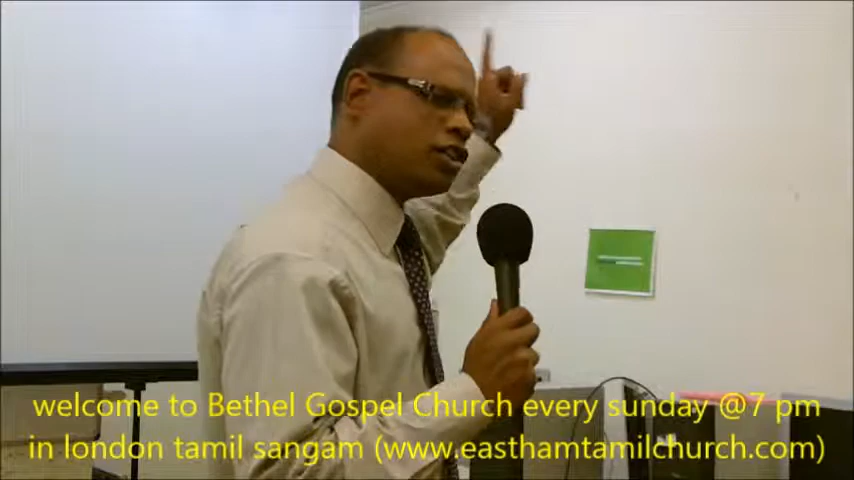 welcome to Bethel Gospel Church every sunday @7 pm
in london tamil sangam (www.easthamtamilchurch.com)